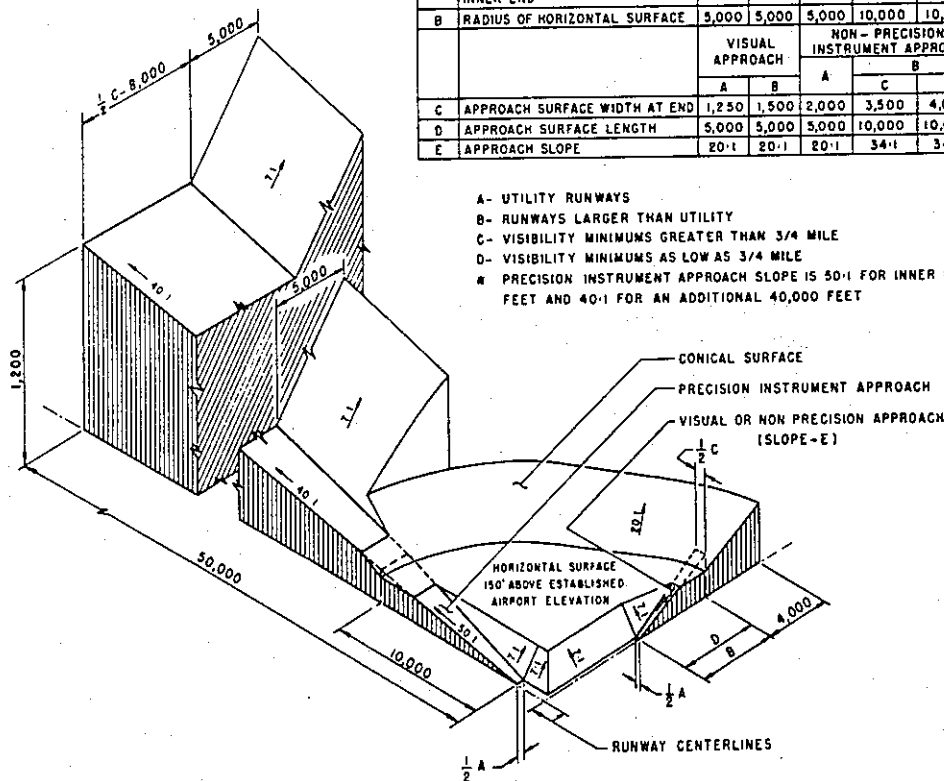 B RADIUS OF HORIZONTAL SURFACE 5,000 5,000 5,000 10,000
VISUAL APPROACH NON-PRECISION
A B A B
C
C APPROACH SURFACE WIDTH AT END 1,250 1,500 2,000 3,500
D APPROACH SURFACE LENGTH 5,000 5,000 5,000 10,000
E APPROACH SLOPE 20:1 20:1 20:1 34:1
A- UTILITY RUNWAYS
B- RUNWAYS LARGER THAN UTILITY
C- VISIBILITY MINIMUMS GREATER THAN 3/4 MILE
D- VISIBILITY MINIMUMS AS LOW AS 3/4 MILE
* PRECISION INSTRUMENT APPROACH SLOPE IS 50:1 FOR INNER
FEET AND 40:1 FOR AN ADDITIONAL 40,000 FEET
5,000
1/2 C-8,000
7:1
40:1
5,000
1,200
7:1
40:1
CONICAL SURFACE
PRECISION INSTRUMENT APPROACH
VISUAL OR NON PRECISION APPROACH
(SLOPE-E)
1/2 C
20:1
HORIZONTAL SURFACE
150' ABOVE ESTABLISHED
AIRPORT ELEVATION
50,000
50:1
7:1
7:1
7:1
7:1
4,000
D
B
10,000
1/2 A
RUNWAY CENTERLINES
1/2 A